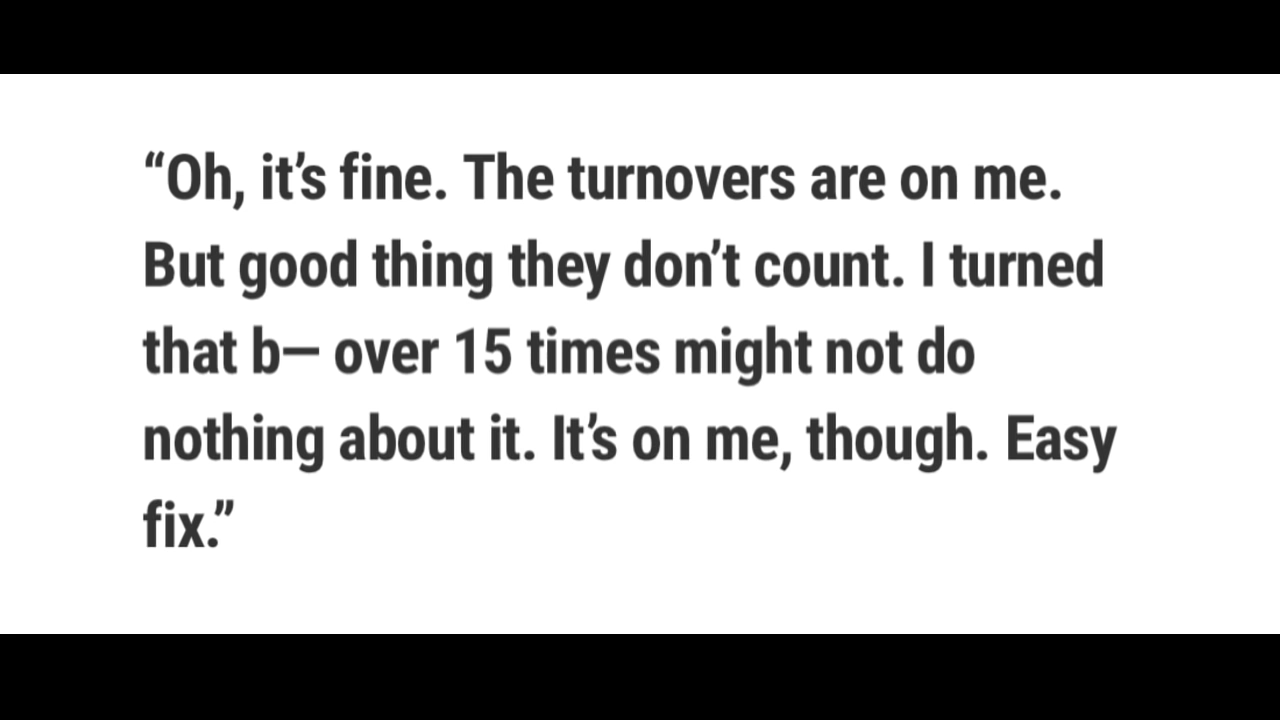 “Oh, it’s fine. The turnovers are on me.
But good thing they don’t count. I turned
that b— over 15 times might not do
nothing about it. It’s on me, though. Easy
fix.”